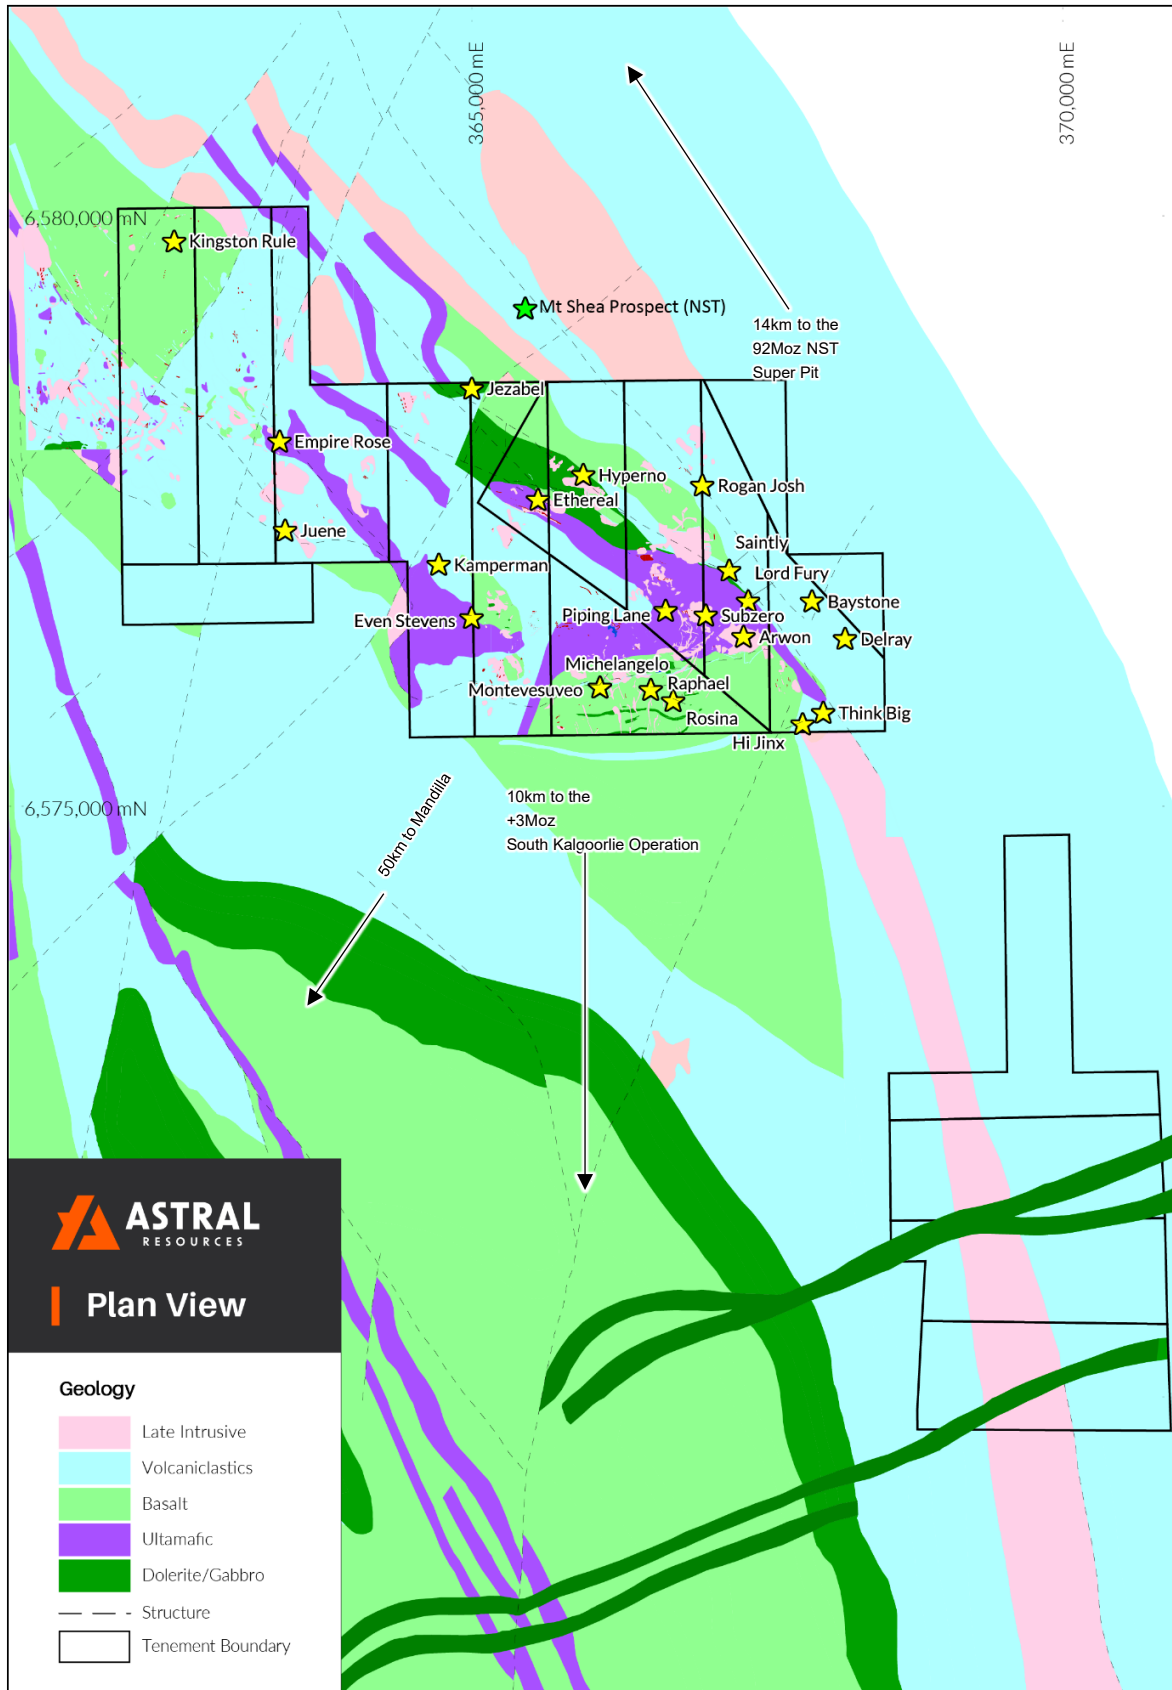 365,000 mE
370,000 mE
6,580,000 mN
Kingston Rule
Mt Shea Prospect (NST)
14km to the
92Moz NST
Super Pit
Jezabel
Empire Rose
Hyperno
Ethereal
Rogan Josh
Juene
Saintly
Kamperman
Lord Fury
Baystone
Even Stevens
Piping Lane
Subzero
Arwon
Delray
Michelangelo
Montevesuveo
Raphael
Rosina
Think Big
Hi Jinx
6,575,000 mN
50km to Mandilla
10km to the
+3Moz
South Kalgoorlie Operation
ASTRAL
RESOURCES
Plan View
Geology
Late Intrusive
Volcaniclastics
Basalt
Ultamafic
Dolerite/Gabbro
Structure
Tenement Boundary